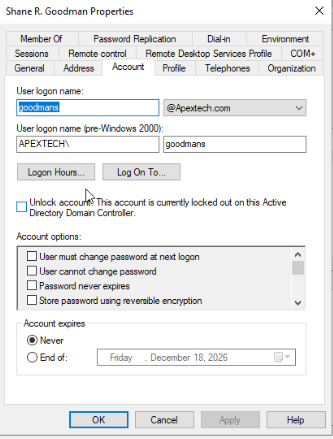 Shane R. Goodman Properties
Member Of Password Replication Dial-in Environment
Sessions Remote control Remote Desktop Services Profile COM+
General Address Account Profile Telephones Organization
User logon name:
goodmans @Apextech.com
User logon name (pre-Windows 2000):
APEXTECH\ goodmans
Logon Hours... Log On To...
Unlock account. This account is currently locked out on this Active
Directory Domain Controller.
Account options:
User must change password at next logon
User cannot change password
Password never expires
Store password using reversible encryption
Account expires
Never
End of: Friday , December 18, 2026
OK Cancel Apply Help